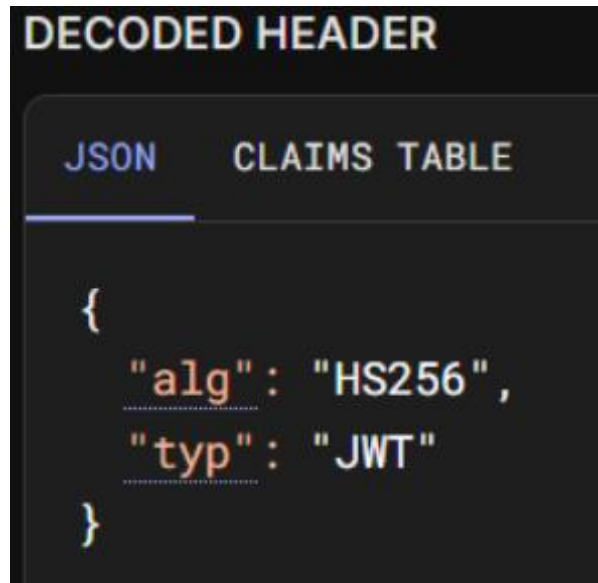 DECODED HEADER
JSON CLAIMS TABLE
{
"alg": "HS256",
"typ": "JWT"
}